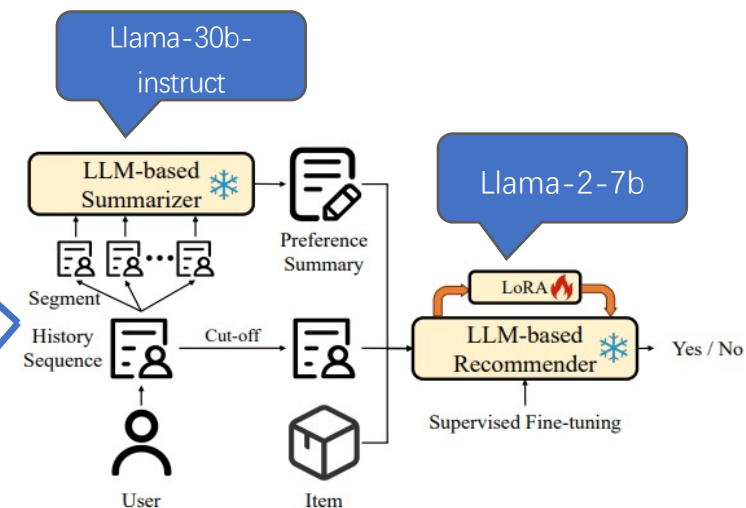 Llama-30b-
instruct
LLM-based
Summarizer
Preference
Summary
Llama-2-7b
Segment
LoRA
History
Sequence
Cut-off
LLM-based
Recommender
Yes / No
Supervised Fine-tuning
User
Item